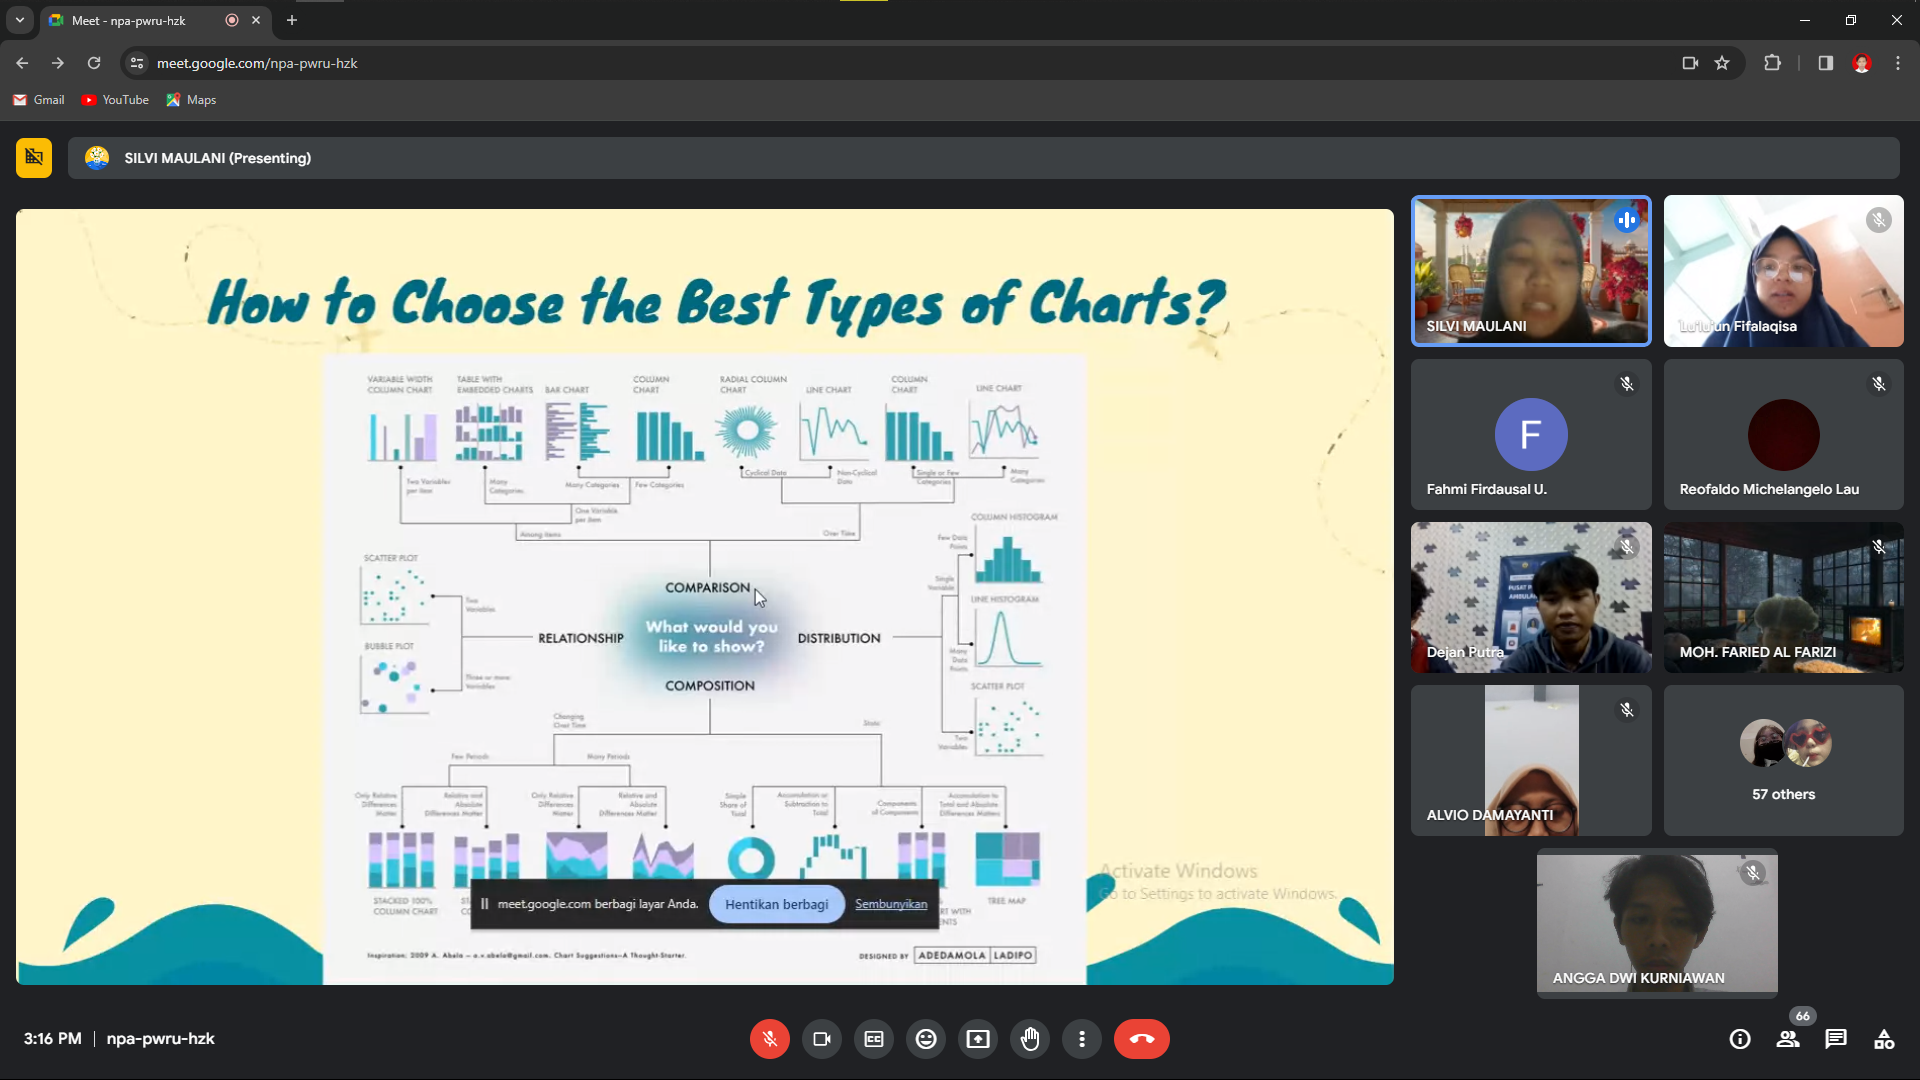 Meet - npa-pwru-hzk
meet.google.com/npa-pwru-hzk
Gmail
YouTube
Maps
SILVI MAULANI (Presenting)
How to Choose the Best Types of Charts?
VARIABLE WIDTH
COLUMN CHART
TABLE WITH
EMBEDDED CHARTS
BAR CHART
COLUMN
CHART
RADIAL COLUMN
CHART
LINE CHART
COLUMN
CHART
LINE CHART
Two Variables
per Item
Many
Categories
Many Categories
Few Categories
Cyclical Data
Non-Cyclical
Data
Single or Few
Categories
Many
Categories
One Variable
per Item
Among Items
Over Time
COLUMN HISTOGRAM
Few Data
Points
Single
Variable
LINE HISTOGRAM
Many
Data
Points
SCATTER PLOT
Two
Variables
SCATTER PLOT
Two
Variables
BUBBLE PLOT
Three or more
Variables
COMPARISON
RELATIONSHIP
What would you
like to show?
DISTRIBUTION
COMPOSITION
Changing
Over Time
Static
Few Periods
Many Periods
Only Relative
Differences
Matter
Relative and
Absolute
Differences Matter
Only Relative
Differences
Matter
Relative and
Absolute
Differences Matter
Simple
Share of
Total
Accumulation or
Subtraction to
Total
Components
of Components
Accumulation to
Total and Absolute
Differences Matters
STACKED 100%
COLUMN CHART
TREE MAP
meet.google.com berbagi layar Anda.
Hentikan berbagi
Sembunyikan
Inspiration: 2009 A. Abela — a.v.abela@gmail.com. Chart Suggestions—A Thought-Starter.
DESIGNED BY
ADEDAMOLA LADIPO
Activate Windows
Go to Settings to activate Windows.
SILVI MAULANI
Lu'lu'un Fifalaqisa
F
Fahmi Firdausal U.
Reofaldo Michelangelo Lau
PUSAT
AMBULAN
Dejan Putra
MOH. FARIED AL FARIZI
ALVIO DAMAYANTI
57 others
ANGGA DWI KURNIAWAN
3:16 PM
npa-pwru-hzk
66